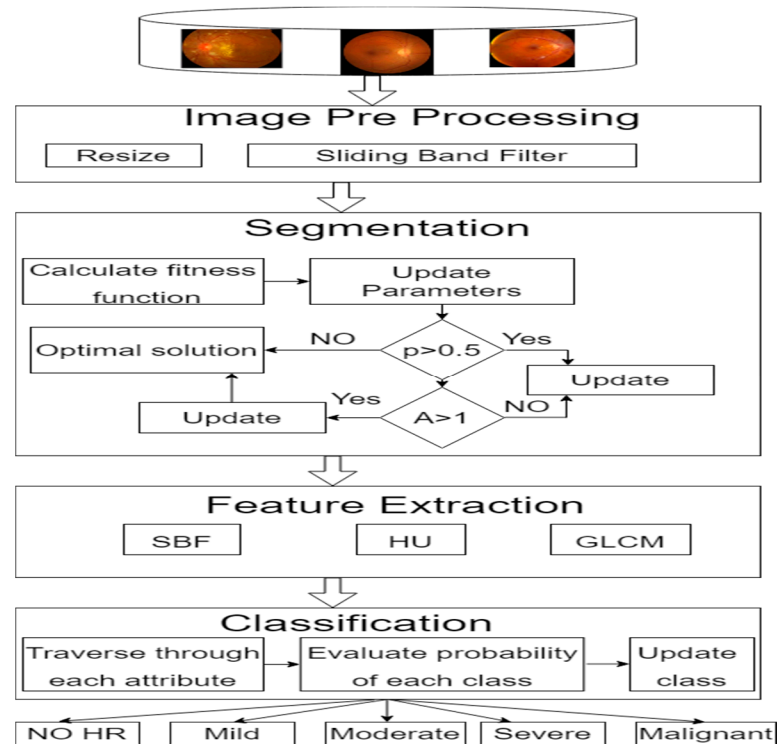 Image Pre Processing
Resize
Sliding Band Filter
Segmentation
Calculate fitness
function
Update
Parameters
Optimal solution
NO
p>0.5
Yes
Update
Yes
Update
A>1
NO
Feature Extraction
SBF
HU
GLCM
Classification
Traverse through
each attribute
Evaluate probability
of each class
Update
class
NO HR
Mild
Moderate
Severe
Malignant